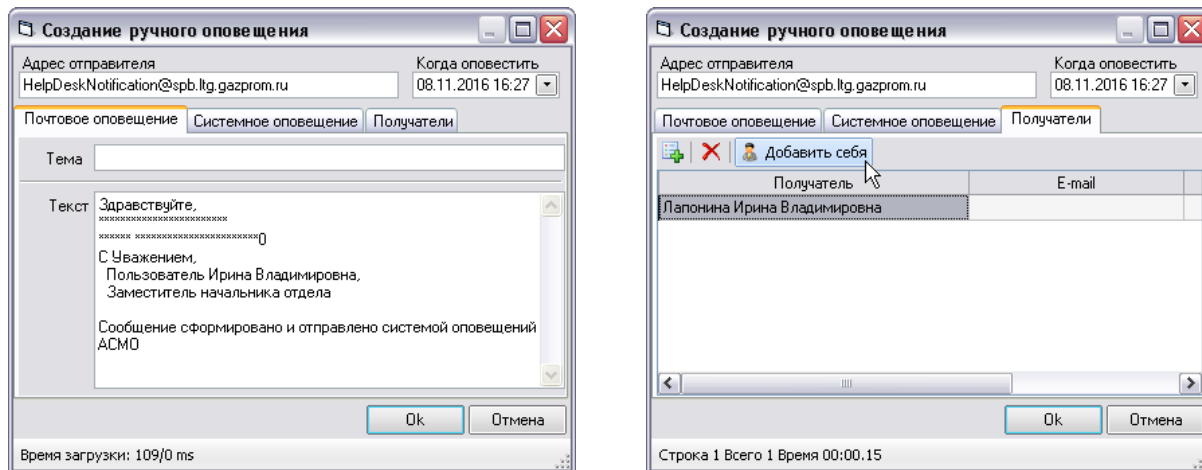 Создание ручного оповещения
Адрес отправителя
Когда оповестить
HelpDeskNotification@spb.ltg.gazprom.ru
08.11.2016 16:27
Почтовое оповещение
Системное оповещение
Получатели
Тема
Текст
Здравствуйте,
************************
****** ***********************()
С Уважением,
Пользователь Ирина Владимировна,
Заместитель начальника отдела
Сообщение сформировано и отправлено системой оповещений
АСМО
Ok
Отмена
Время загрузки: 109/0 ms
Создание ручного оповещения
Адрес отправителя
Когда оповестить
HelpDeskNotification@spb.ltg.gazprom.ru
08.11.2016 16:27
Почтовое оповещение
Системное оповещение
Получатели
Добавить себя
Получатель
E-mail
Лапонина Ирина Владимировна
Ok
Отмена
Строка 1 Всего 1 Время 00:00.15